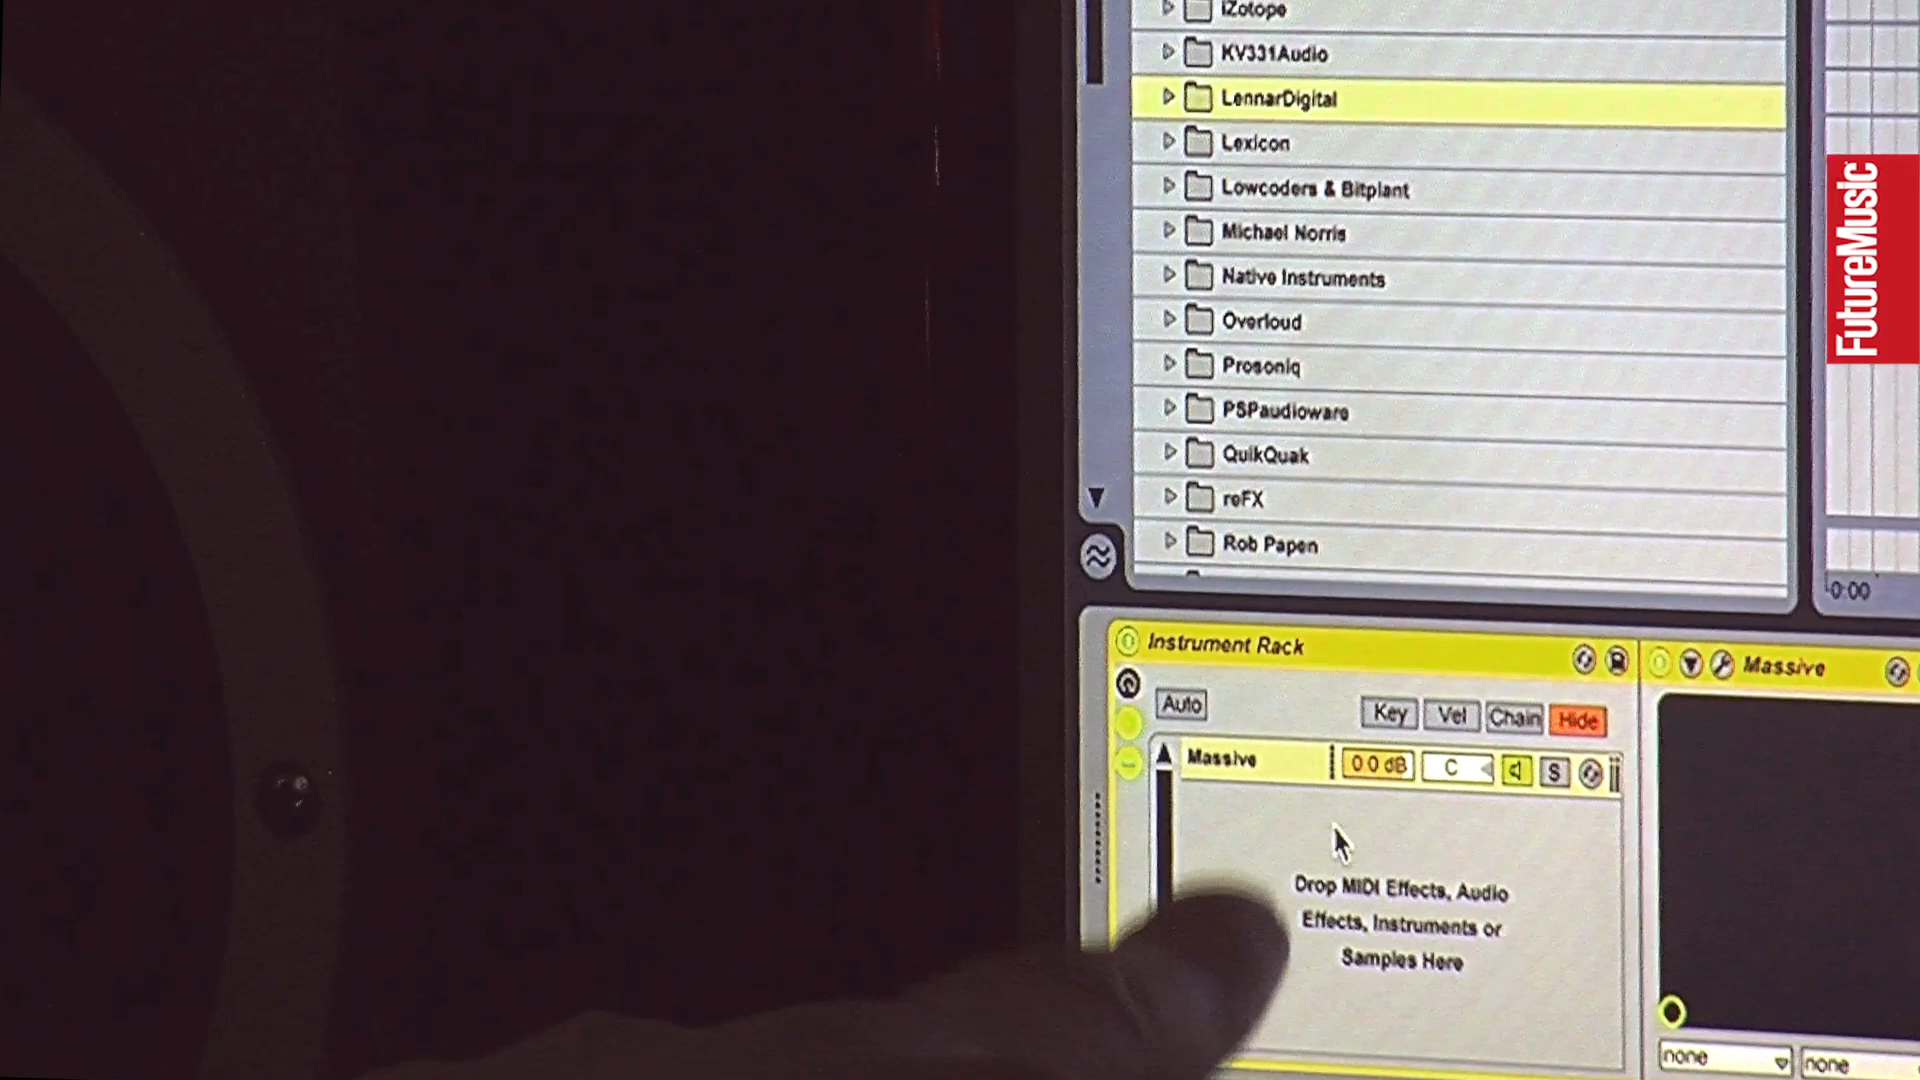 iZotope
KV331Audio
LennarDigital
Lexicon
Lowcoders & Bitplant
Michael Norris
Native Instruments
Overloud
Prosoniq
PSPaudioware
QuikQuak
reFX
Rob Papen
FutureMusic
0:00
Instrument Rack
Massive
Auto
Key
Vel
Chain
Hide
Massive
0.0 dB
C
S
Drop MIDI Effects, Audio
Effects, Instruments or
Samples Here
none
none